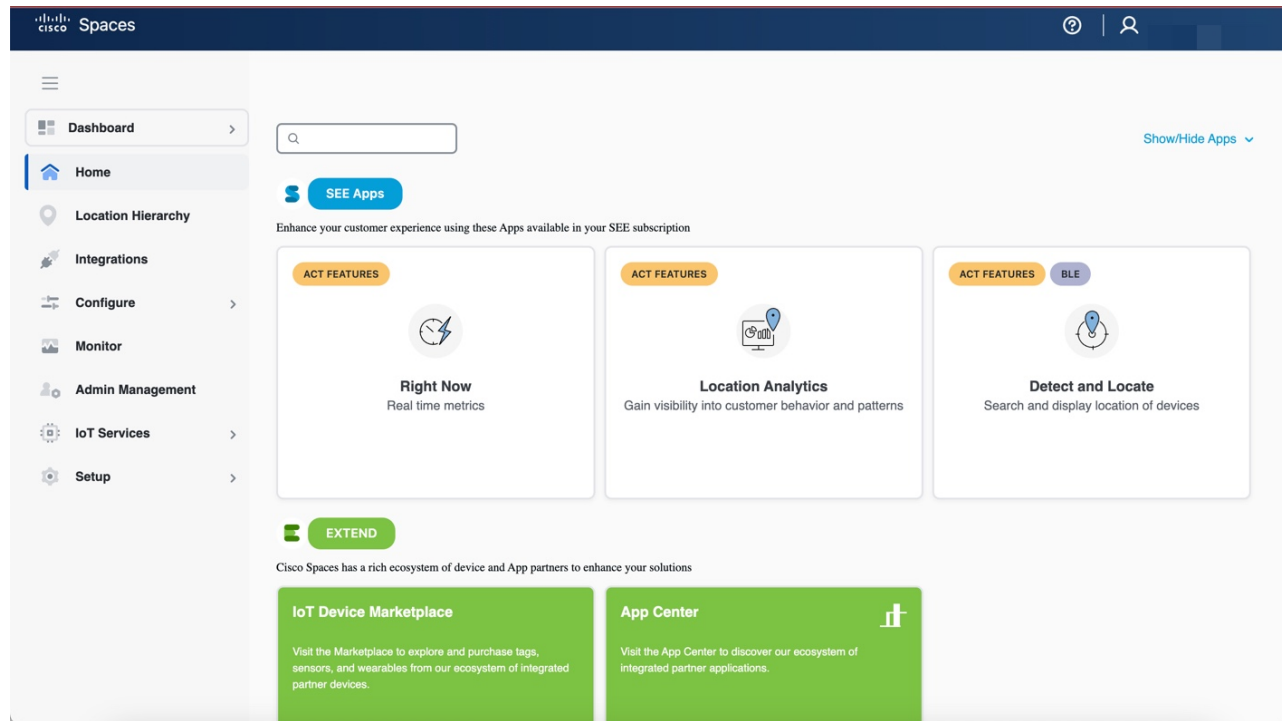 cisco Spaces
Dashboard
Home
Location Hierarchy
Integrations
Configure
Monitor
Admin Management
IoT Services
Setup
Show/Hide Apps
SEE Apps
Enhance your customer experience using these Apps available in your SEE subscription
ACT FEATURES
Right Now
Real time metrics
ACT FEATURES
Location Analytics
Gain visibility into customer behavior and patterns
ACT FEATURES BLE
Detect and Locate
Search and display location of devices
EXTEND
Cisco Spaces has a rich ecosystem of device and App partners to enhance your solutions
IoT Device Marketplace
Visit the Marketplace to explore and purchase tags,
sensors, and wearables from our ecosystem of integrated
partner devices.
App Center
Visit the App Center to discover our ecosystem of
integrated partner applications.